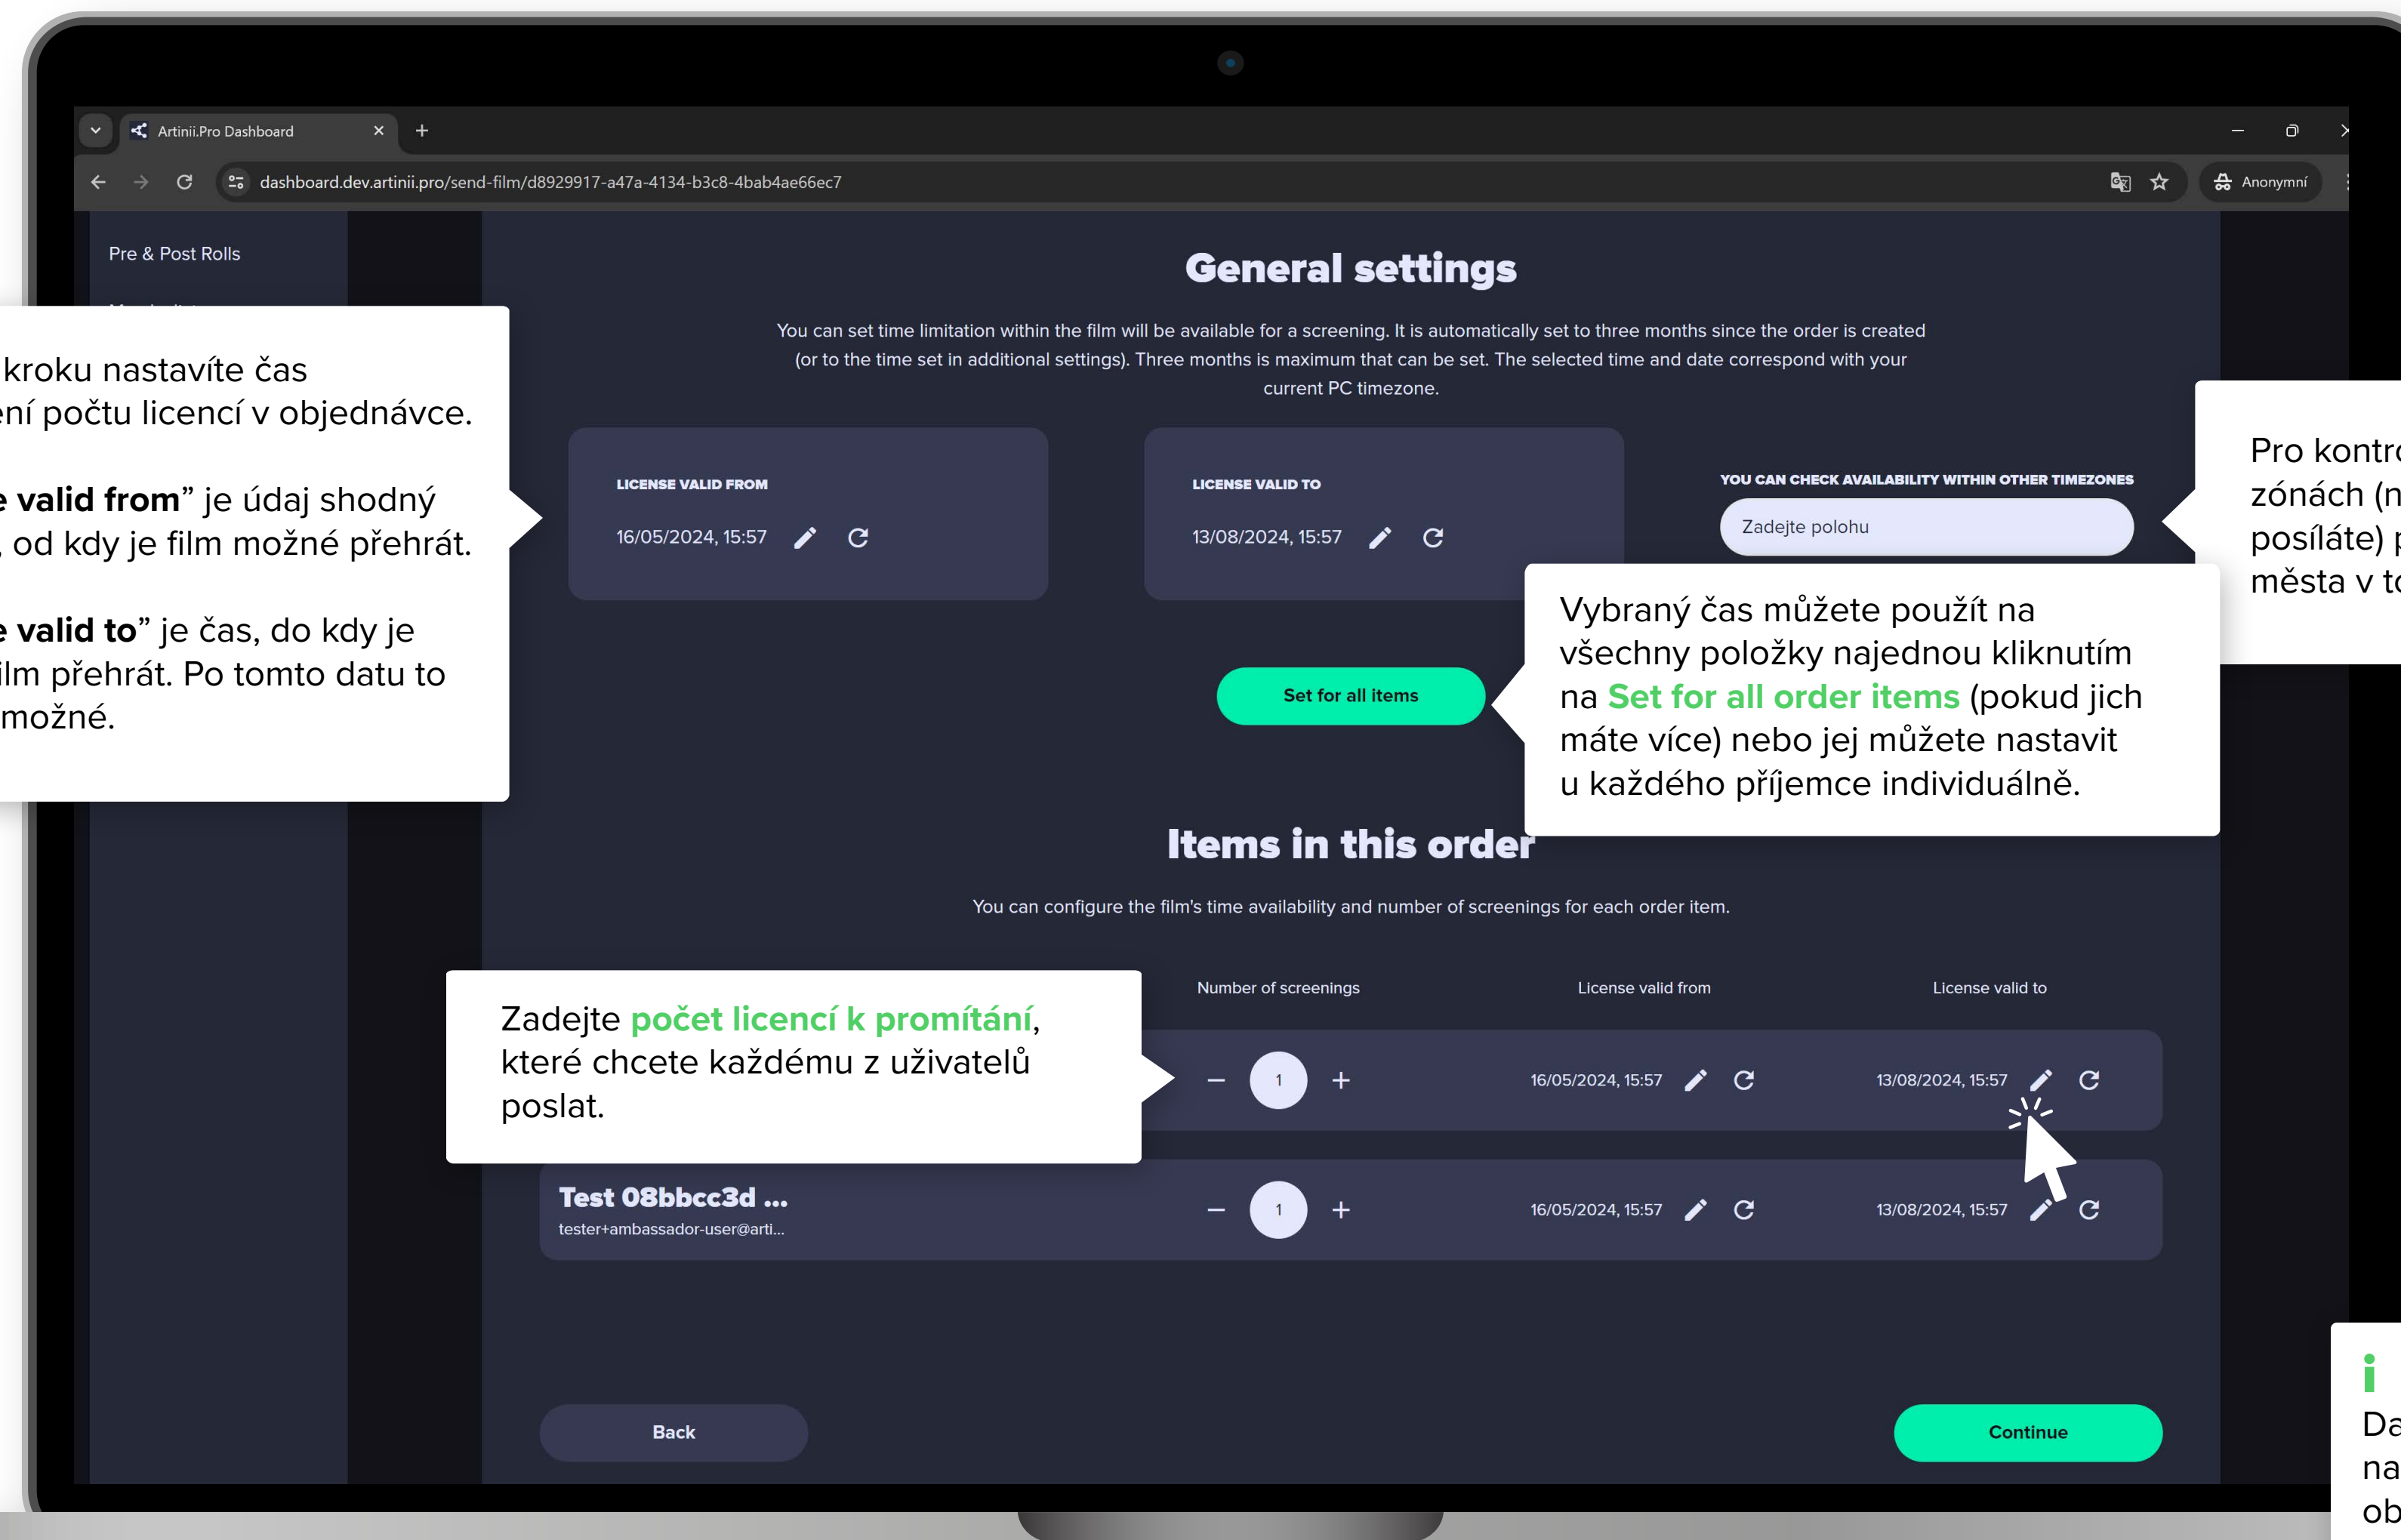 Artinii.Pro Dashboard
dashboard.dev.artinii.pro/send-film/d8929917-a47a-4134-b3c8-4bab4ae66ec7
Anonymní
Pre & Post Rolls
General settings
You can set time limitation within the film will be available for a screening. It is automatically set to three months since the order is created
(or to the time set in additional settings). Three months is maximum that can be set. The selected time and date correspond with your
current PC timezone.
kroku nastavíte čas
počtu licencí v objednávce.
valid from” je údaj shodný
, od kdy je film možné přehrát.
valid to” je čas, do kdy je
přehrát. Po tomto datu to
možné.
LICENSE VALID FROM
16/05/2024, 15:57
LICENSE VALID TO
13/08/2024, 15:57
YOU CAN CHECK AVAILABILITY WITHIN OTHER TIMEZONES
Zadejte polohu
Pro
zónách
posíláte)
města v
Set for all items
Vybraný čas můžete použít na
všechny položky najednou kliknutím
na Set for all order items (pokud jich
máte více) nebo jej můžete nastavit
u každého příjemce individuálně.
Items in this order
You can configure the film's time availability and number of screenings for each order item.
Number of screenings License valid from License valid to
Zadejte počet licencí k promítání,
které chcete každému z uživatelů
poslat.
1 16/05/2024, 15:57 13/08/2024, 15:57
Test 08bbcc3d ...
tester+ambassador-user@arti...
1 16/05/2024, 15:57 13/08/2024, 15:57
Back
Continue
i